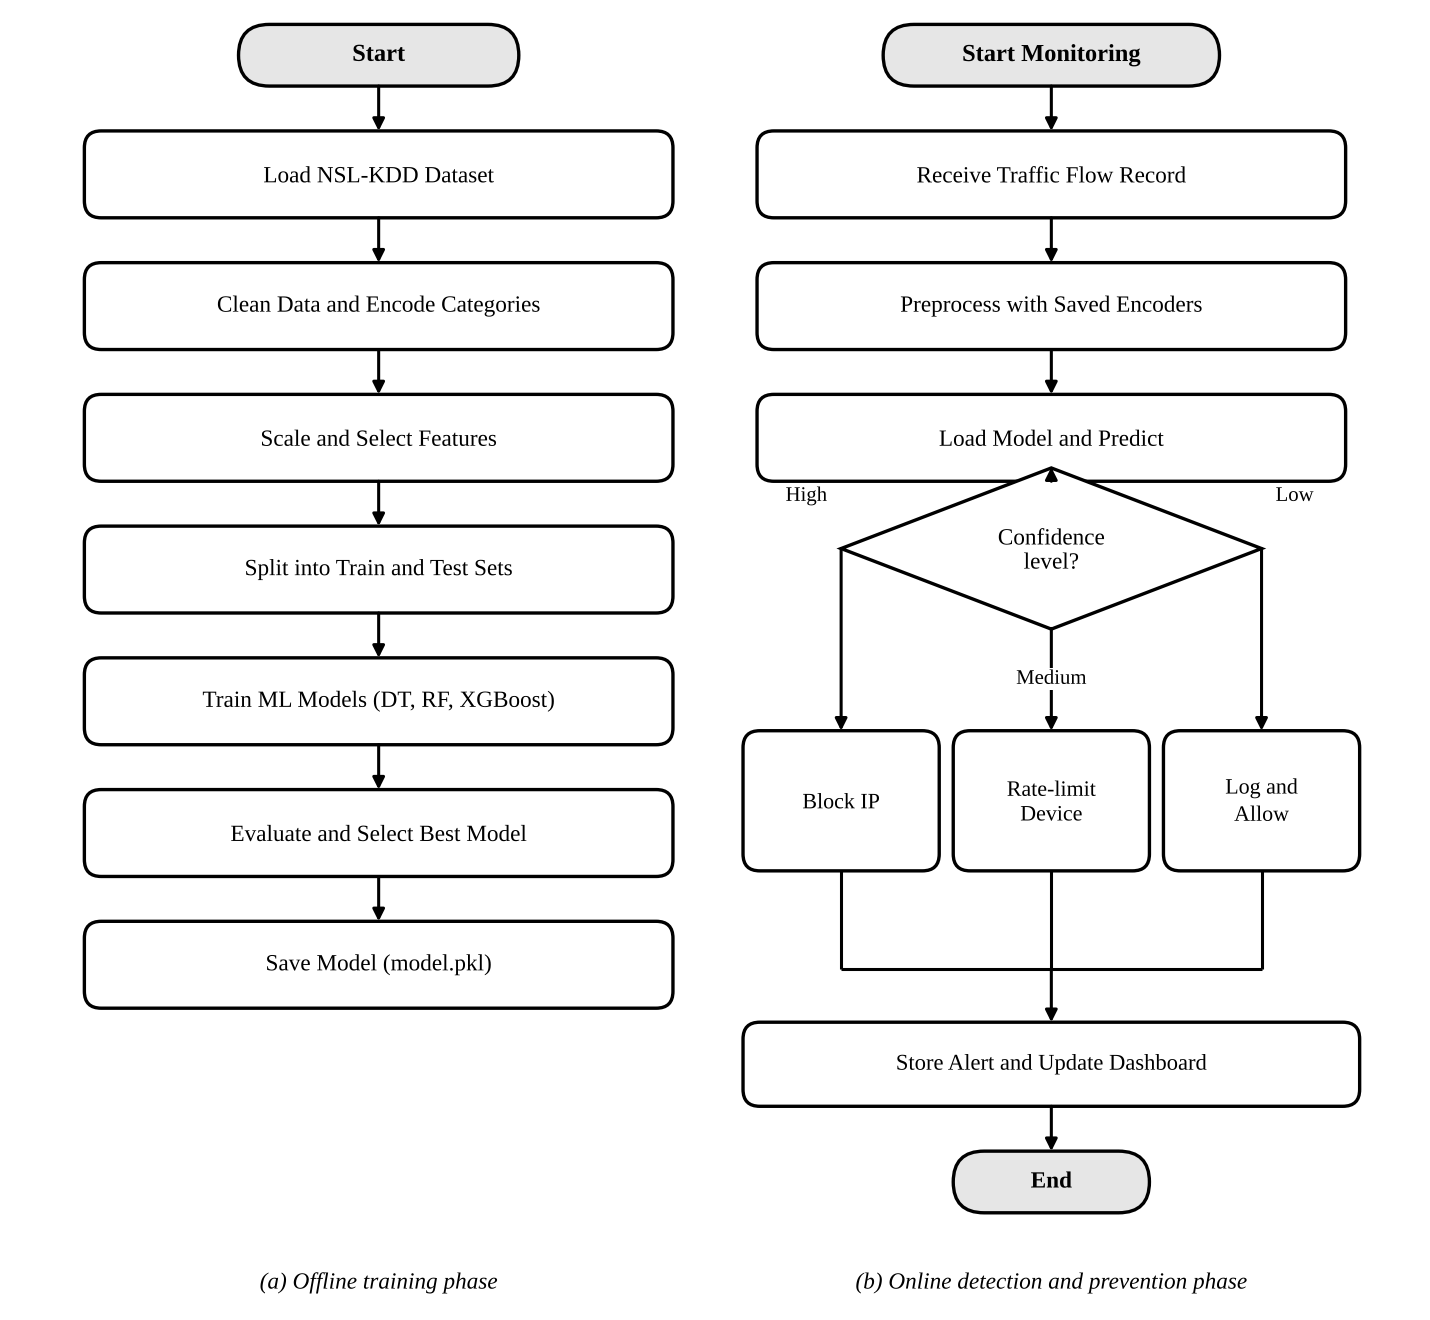 Start
Load NSL-KDD Dataset
Clean Data and Encode Categories
Scale and Select Features
Split into Train and Test Sets
Train ML Models (DT, RF, XGBoost)
Evaluate and Select Best Model
Save Model (model.pkl)
(a) Offline training phase
Start Monitoring
Receive Traffic Flow Record
Preprocess with Saved Encoders
Load Model and Predict
High
Low
Confidence
level?
Medium
Block IP
Rate-limit
Device
Log and
Allow
Store Alert and Update Dashboard
End
(b) Online detection and prevention phase